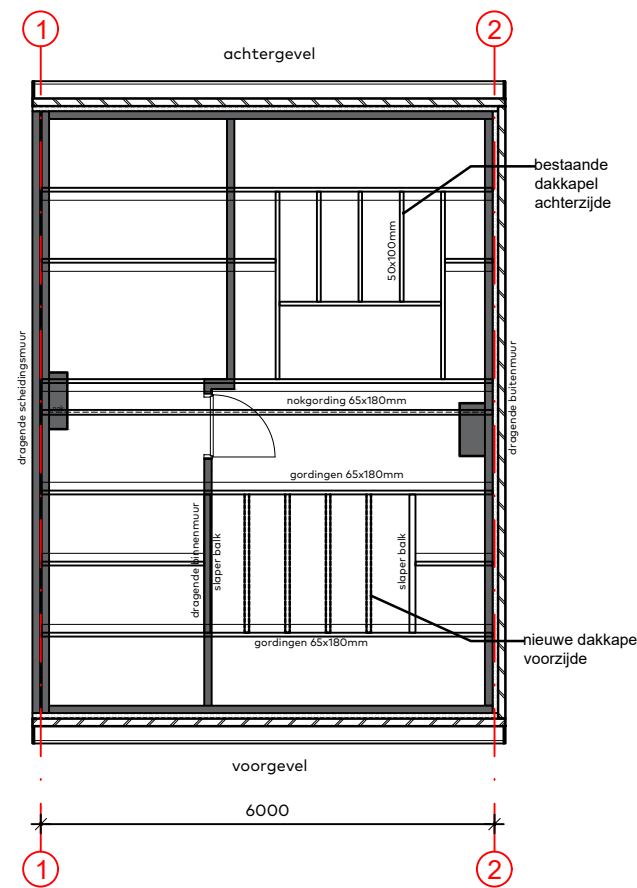 1
2
achtergevel
bestaande
dakkapel
achterzijde
50x100mm
dragende scheidingsmuur
dragende buitenmuur
nokgording 65x180mm
gordingen 65x180mm
dragende binnenmuur
slaper balk
slaper balk
gordingen 65x180mm
nieuwe dakkape
voorzijde
voorgevel
6000
1
2